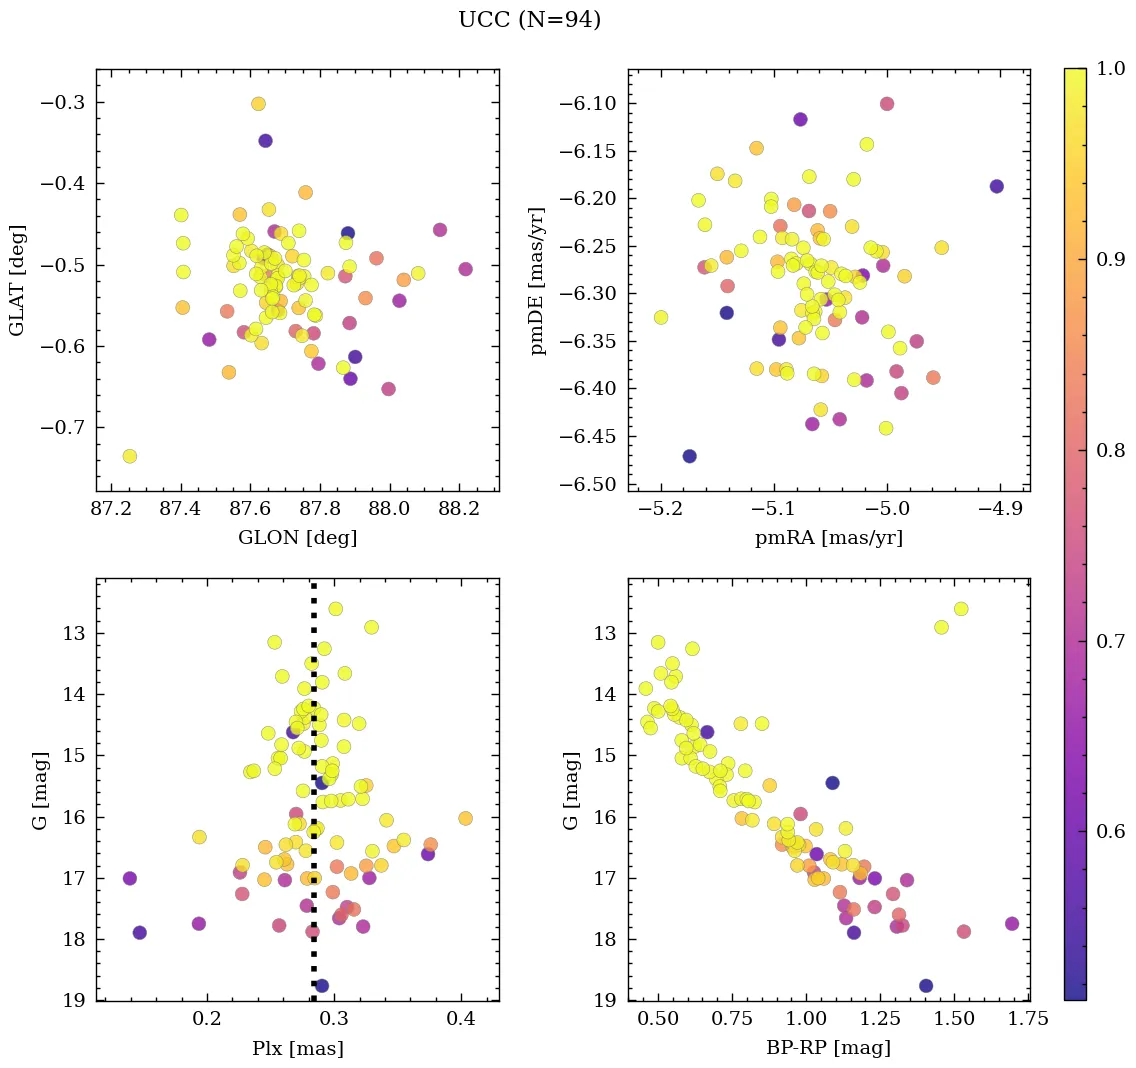 UCC (N=94)
−0.3
−0.4
−0.5
−0.6
−0.7
GLAT [deg]
87.2 87.4 87.6 87.8 88.0 88.2
GLON [deg]
−6.10
−6.15
−6.20
−6.25
−6.30
−6.35
−6.40
−6.45
−6.50
pmDE [mas/yr]
−5.2 −5.1 −5.0 −4.9
pmRA [mas/yr]
13
14
15
16
17
18
19
G [mag]
0.2 0.3 0.4
Plx [mas]
13
14
15
16
17
18
19
G [mag]
0.50 0.75 1.00 1.25 1.50 1.75
BP-RP [mag]
1.0
0.9
0.8
0.7
0.6